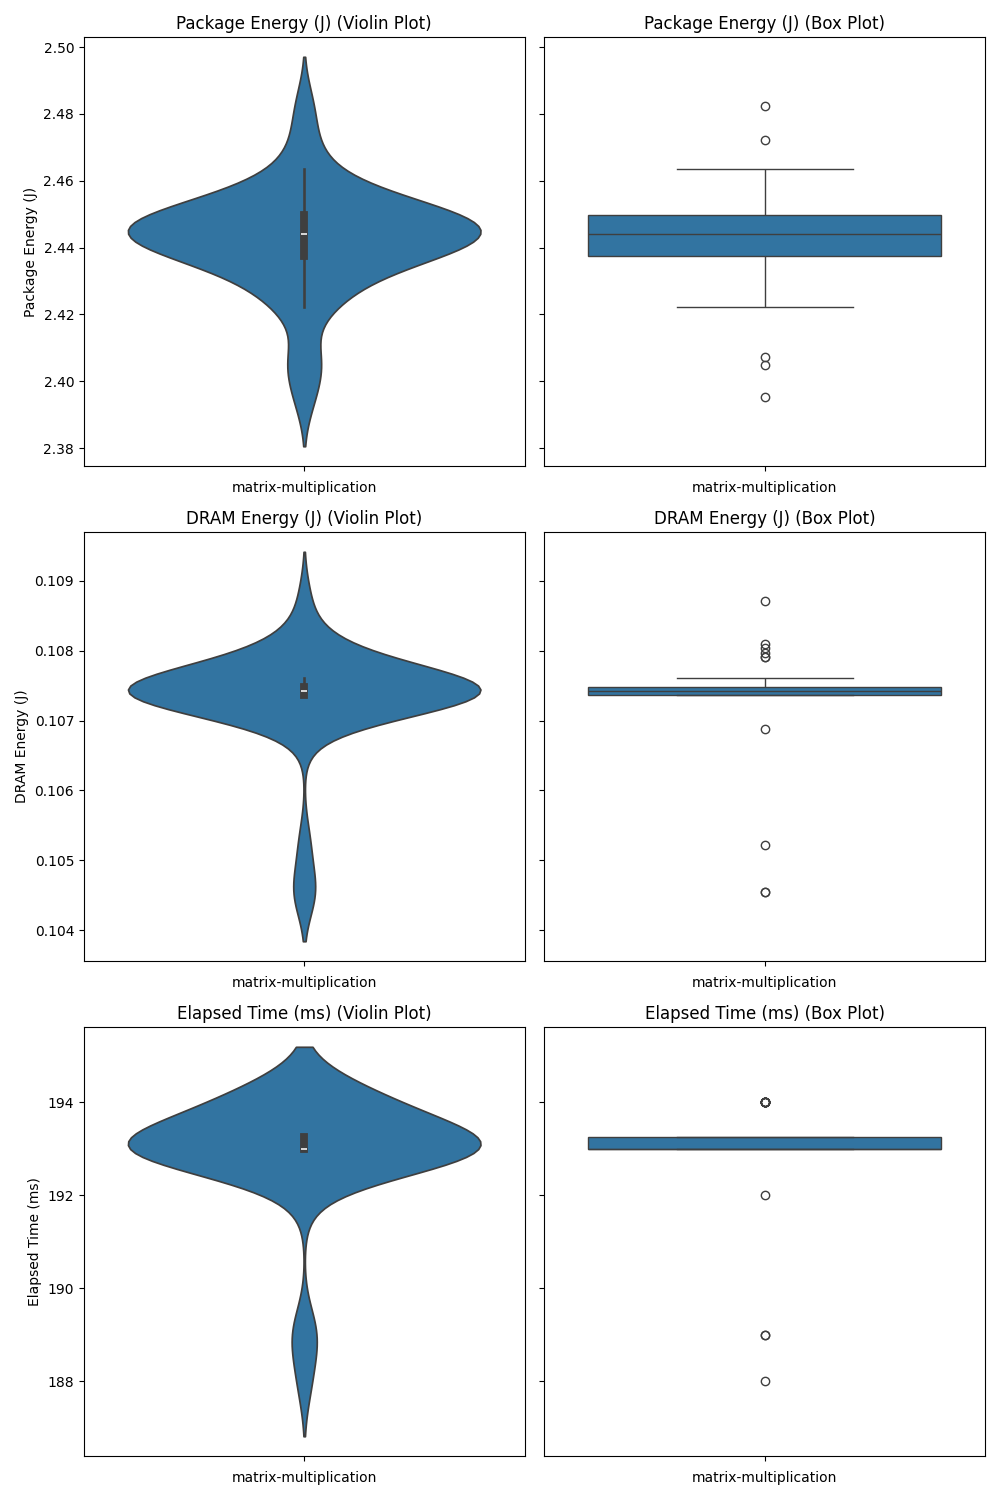 Package Energy (J) (Violin Plot)
Package Energy (J) (Box Plot)
Package Energy (J)
2.50
2.48
2.46
2.44
2.42
2.40
2.38
matrix-multiplication
matrix-multiplication
DRAM Energy (J) (Violin Plot)
DRAM Energy (J) (Box Plot)
DRAM Energy (J)
0.109
0.108
0.107
0.106
0.105
0.104
matrix-multiplication
matrix-multiplication
Elapsed Time (ms) (Violin Plot)
Elapsed Time (ms) (Box Plot)
Elapsed Time (ms)
194
192
190
188
matrix-multiplication
matrix-multiplication